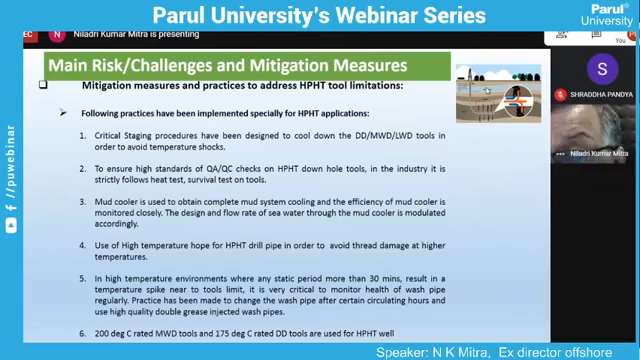 Parul University's Webinar Series
Parul®
University
EC
N
Niladri Kumar Mitra is presenting
You
Main Risk/Challenges and Mitigation Measures
Mitigation measures and practices to address HPHT tool limitations:
Following practices have been implemented specially for HPHT applications:
1. Critical Staging procedures have been designed to cool down the DD/MWD/LWD tools in
order to avoid temperature shocks.
2. To ensure high standards of QA/QC checks on HPHT down hole tools, in the industry it is
strictly follows heat test, survival test on tools.
3. Mud cooler is used to obtain complete mud system cooling and the efficiency of mud cooler is
monitored closely. The design and flow rate of sea water through the mud cooler is modulated
accordingly.
4. Use of High temperature hope for HPHT drill pipe in order to avoid thread damage at higher
temperatures.
5. In high temperature environments where any static period more than 30 mins, result in a
temperature spike near to tools limit, it is very critical to monitor health of wash pipe
regularly. Practice has been made to change the wash pipe after certain circulating hours and
use high quality double grease injected wash pipes.
6. 200 deg C rated MWD tools and 175 deg C rated DD tools are used for HPHT well
S
SHRADDHA PANDYA
Niladri Kumar Mitra
/puwebinar
Speaker: N K Mitra, Ex director offshore